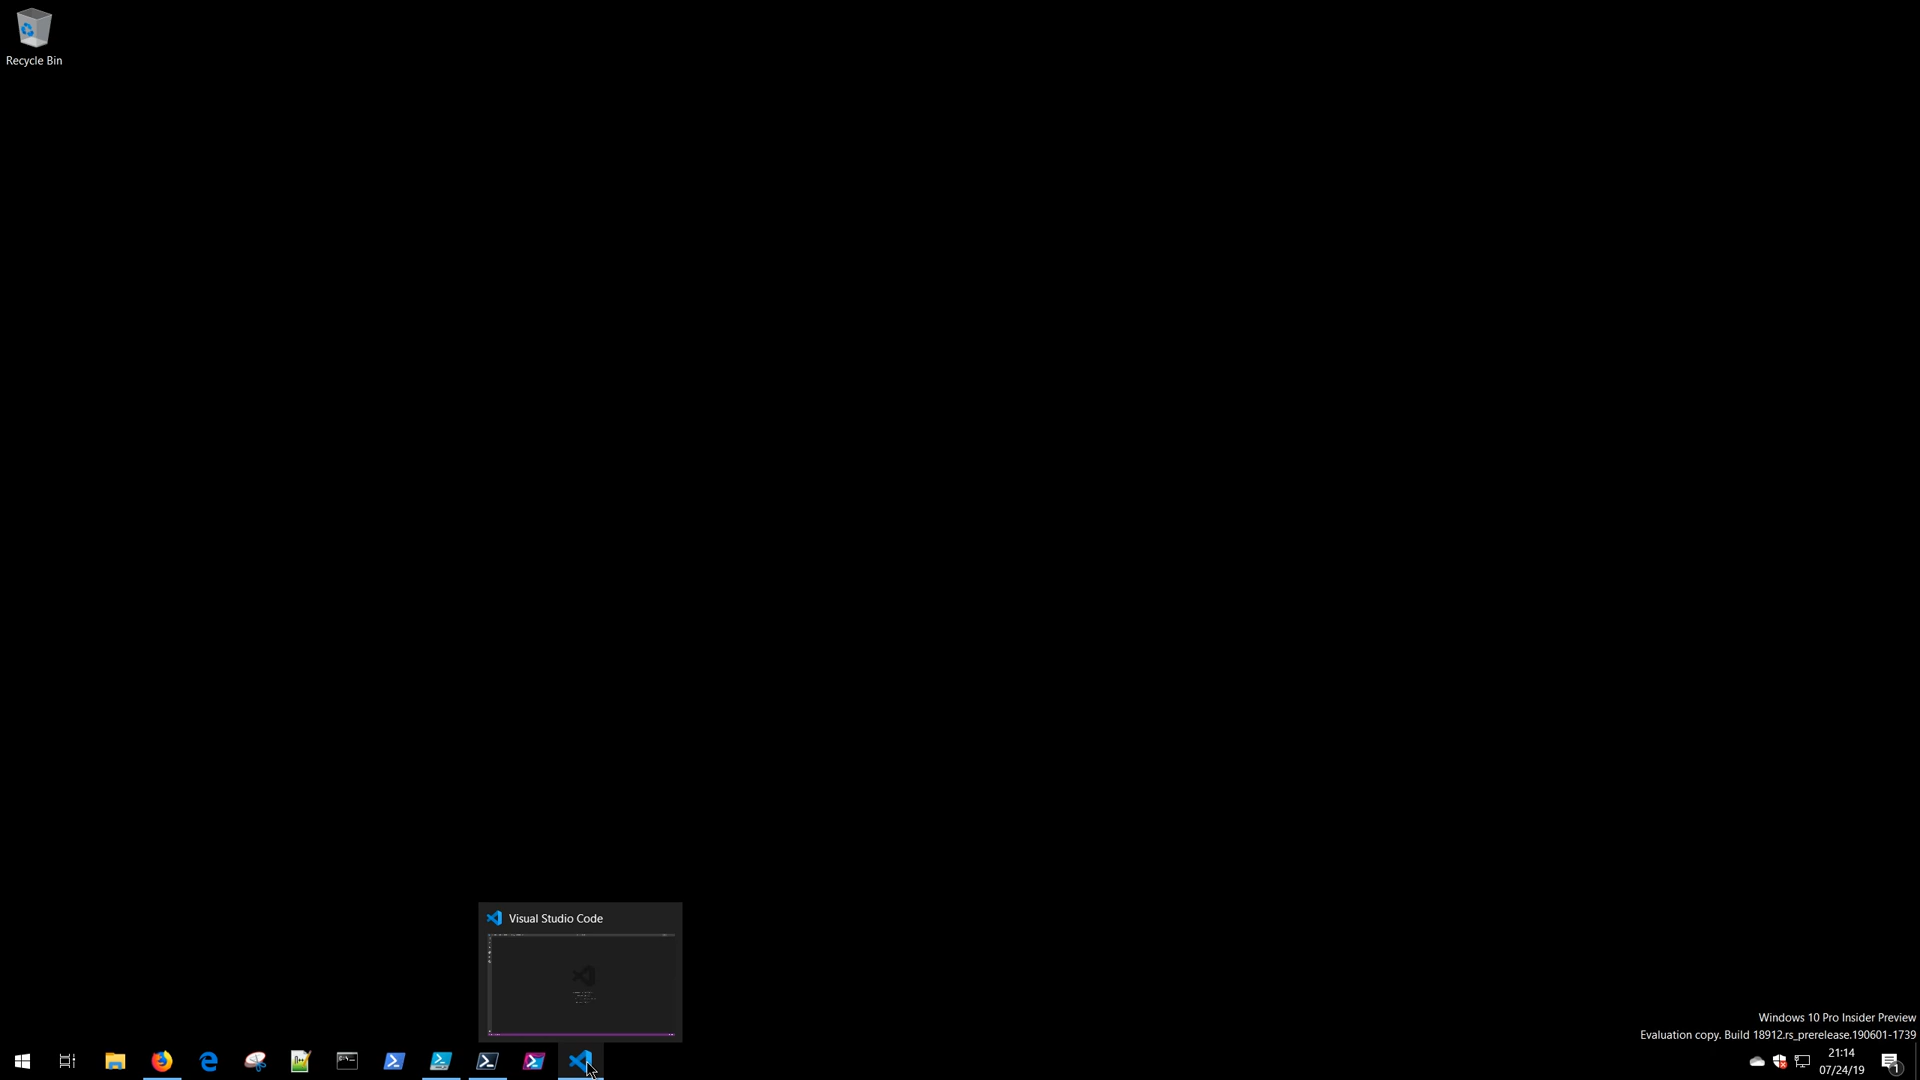 Recycle Bin
Visual Studio Code
Windows 10 Pro Insider Preview
Evaluation copy. Build 18912.rs_prerelease.190601-1739
21:14
07/24/19
1